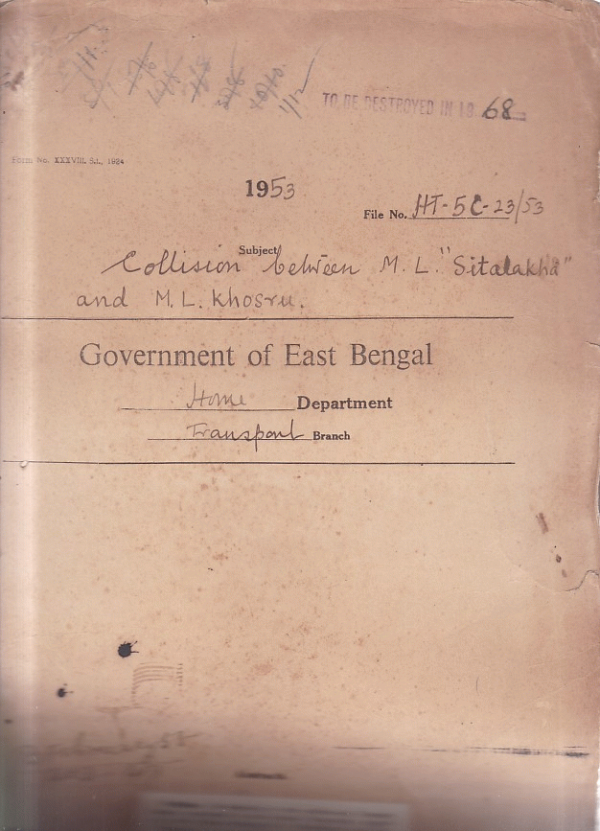 TO BE DESTROYED IN 1968
Form No. XXXVIII, 5J., 1924
1953
File No. HT-5C-23/53
Subject
Collision between M. L. "Sitalakha"
and M. L. Khosru.
Government of East Bengal
Home Department
Transport Branch